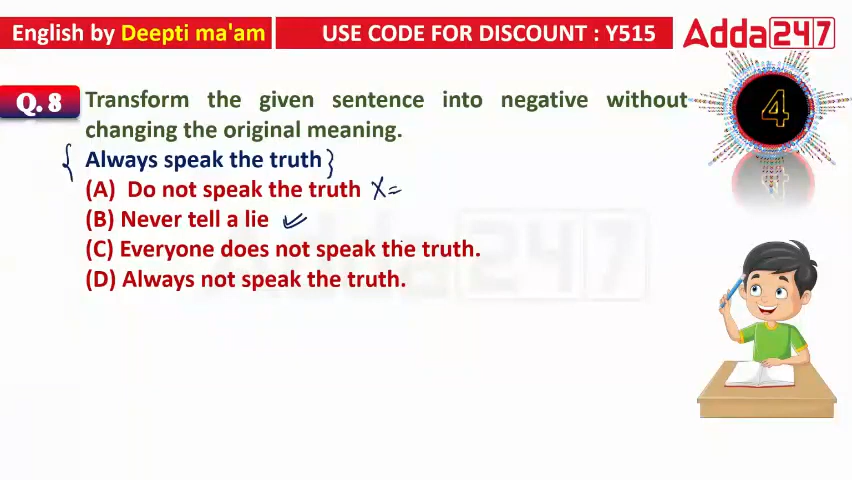 English by Deepti ma'am
USE CODE FOR DISCOUNT : Y515
Adda247
Q. 8
Transform the given sentence into negative without
changing the original meaning.
{ Always speak the truth }
(A) Do not speak the truth X=
(B) Never tell a lie ✓
(C) Everyone does not speak the truth.
(D) Always not speak the truth.
4
Adda247